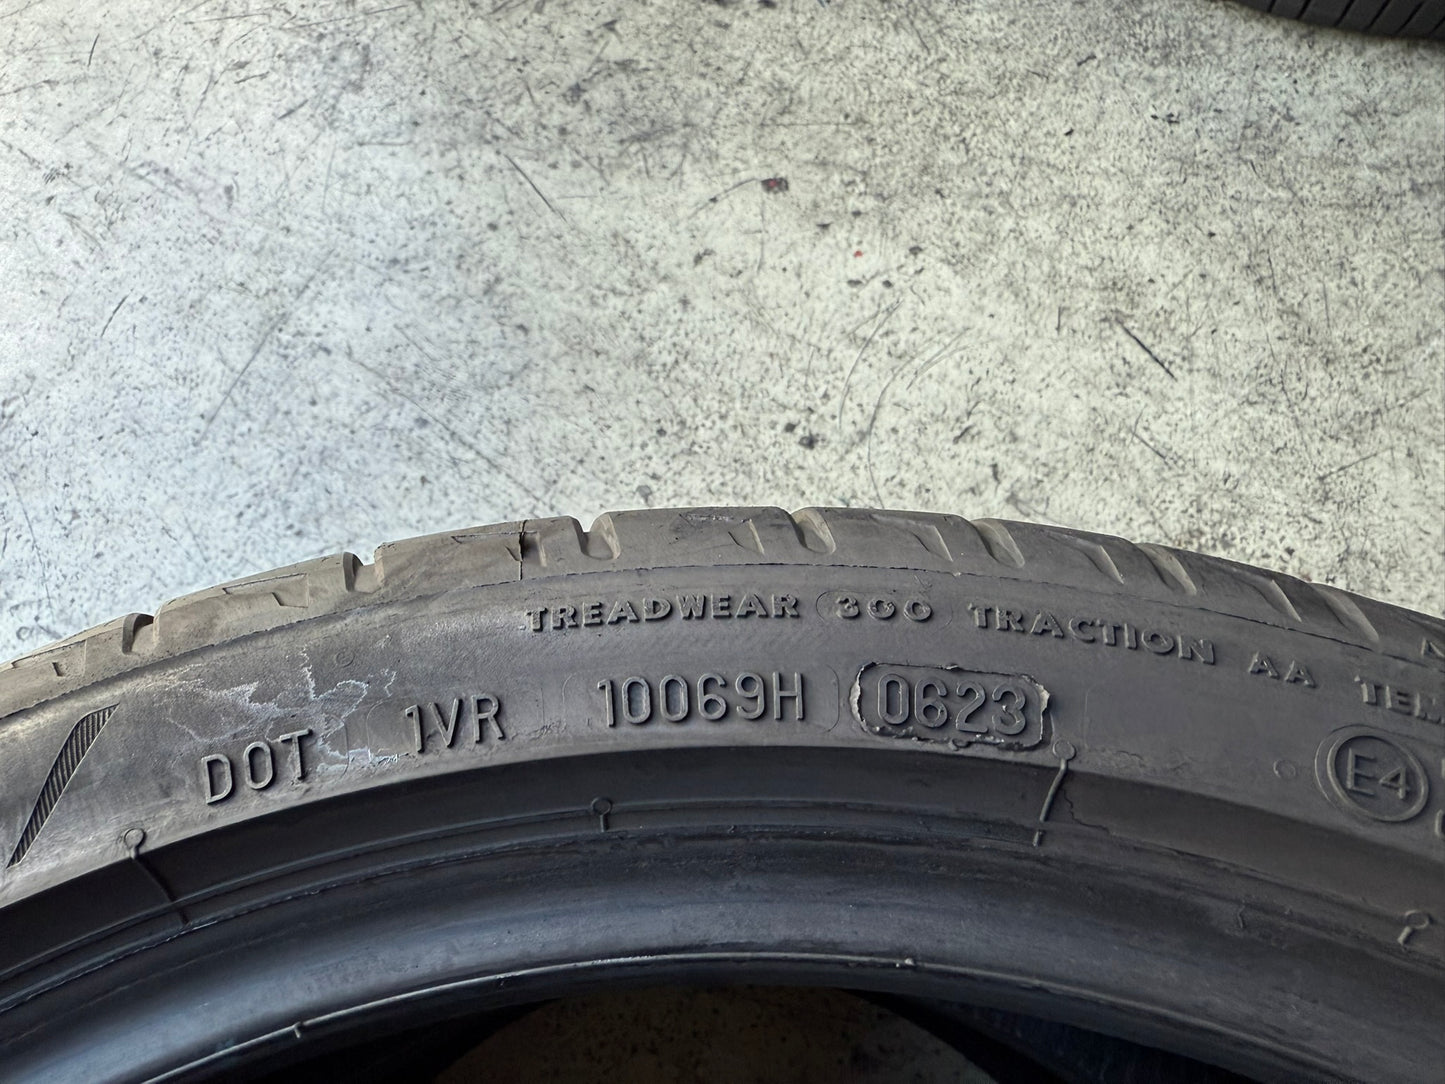 TREADWEAR 300 TRACTION AA
DOT 1VR 10069H 0623
E4